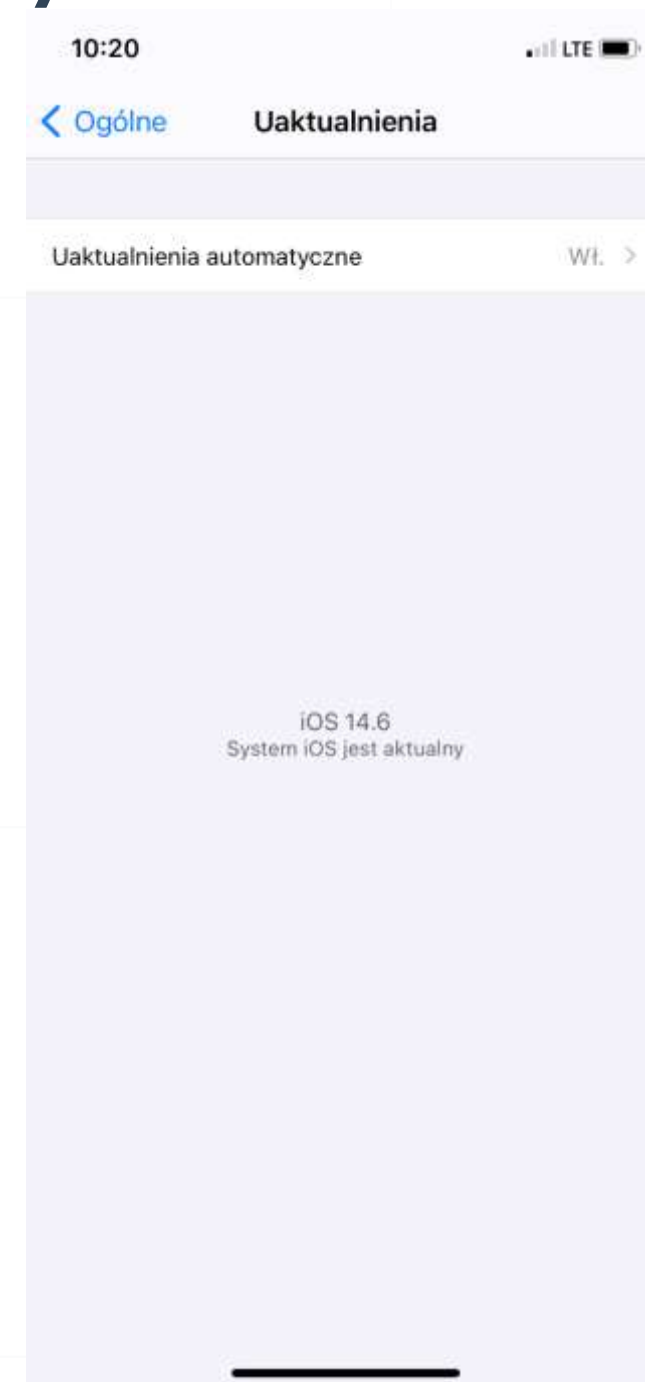 10:20 LTE
Ogólne Uaktualnienia
Uaktualnienia automatyczne Wł.
iOS 14.6
System iOS jest aktualny